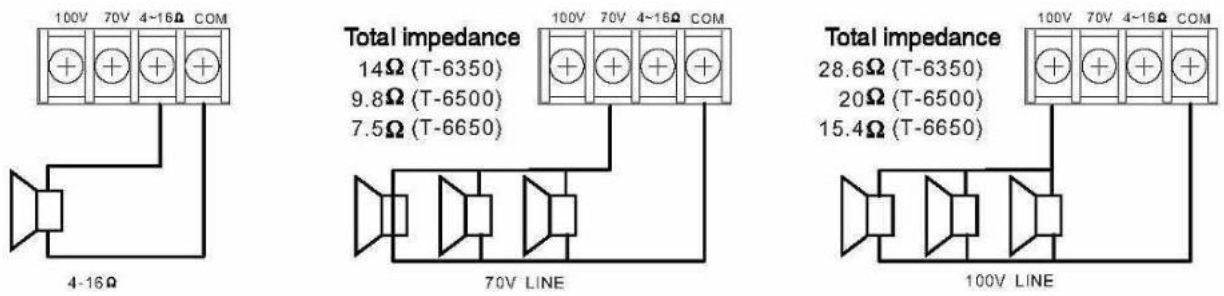 100V 70V 4~16Ω COM
4-16Ω
100V 70V 4~16Ω COM
Total impedance
14Ω (T-6350)
9.8Ω (T-6500)
7.5Ω (T-6650)
70V LINE
100V 70V 4~16Ω COM
Total impedance
28.6Ω (T-6350)
20Ω (T-6500)
15.4Ω (T-6650)
100V LINE